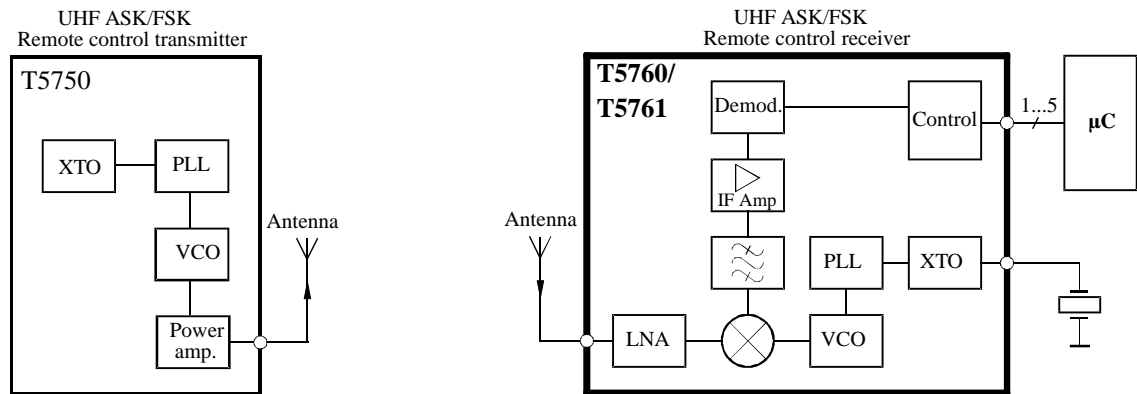 UHF ASK/FSK
Remote control transmitter
T5750
XTO
PLL
VCO
Antenna
Power
amp.
UHF ASK/FSK
Remote control receiver
T5760/
T5761
Demod.
Control
1...5
µC
IF Amp
Antenna
PLL
XTO
LNA
VCO